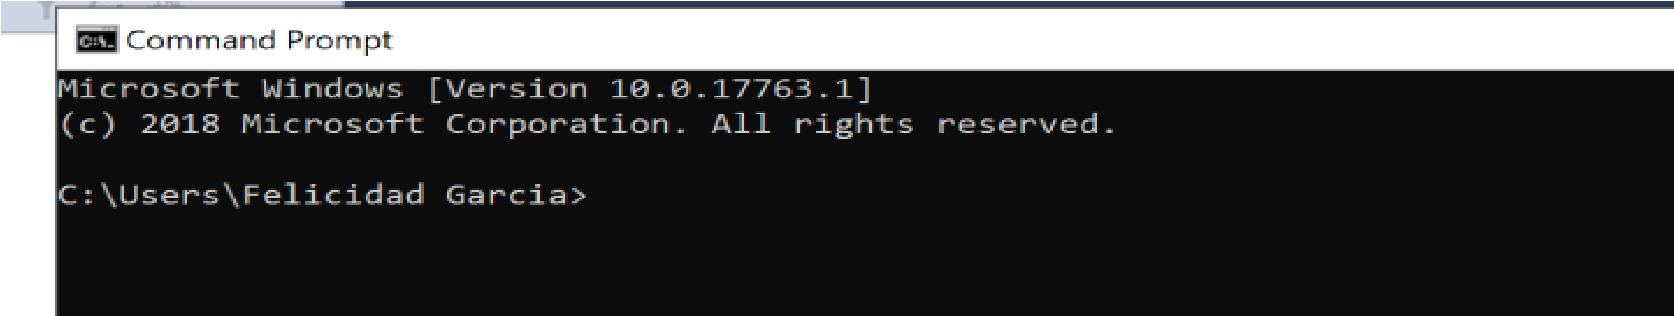 Command Prompt
Microsoft Windows [Version 10.0.17763.1]
(c) 2018 Microsoft Corporation. All rights reserved.
C:\Users\Felicidad Garcia>